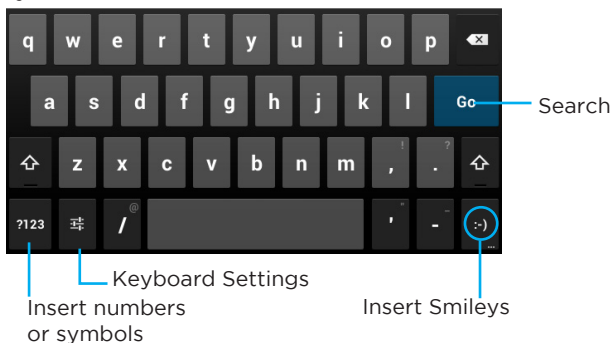 q w e r t y u i o p
a s d f g h j k l Go Search
z x c v b n m , ! . ?
?123 / @ ' " - _ :-) ...
Keyboard Settings
Insert numbers
or symbols
Insert Smileys